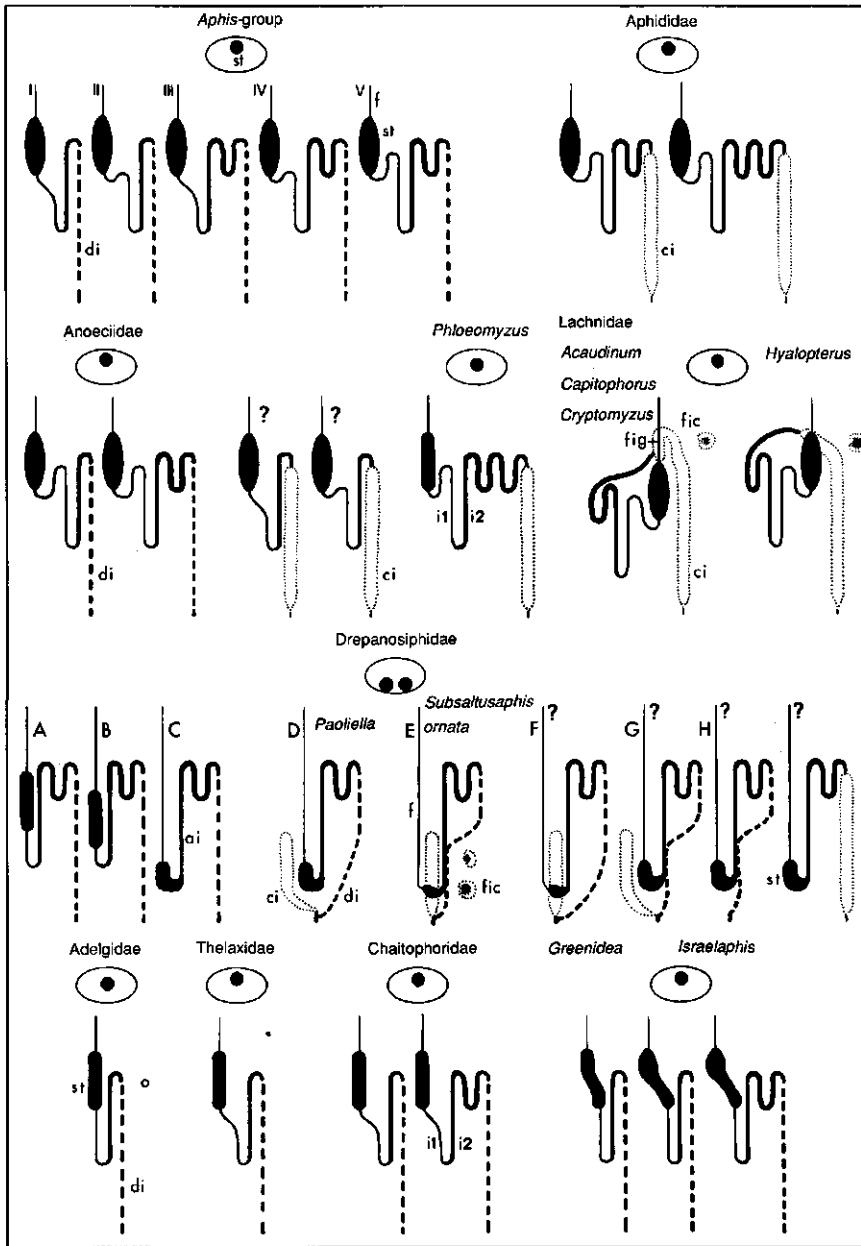 Aphis-group
Aphididae
st
I II III IV V
f
st
di
ci
Anoeciidae
Phloeomyzus
Lachnidae
Acaudinum
Capitophorus
Cryptomyzus
Hyalopterus
? ?
fic
fig
i1 i2
di
ci
ci
Drepanosiphidae
A B C D Paoliella E Subsaltusaphis ornata F ? G ? H ? ?
f
ai
ci
di
fic
st
Adelgidae
Thelaxidae
Chaitophoridae
Greenidea
Israelaphis
st
o
i1 i2
di